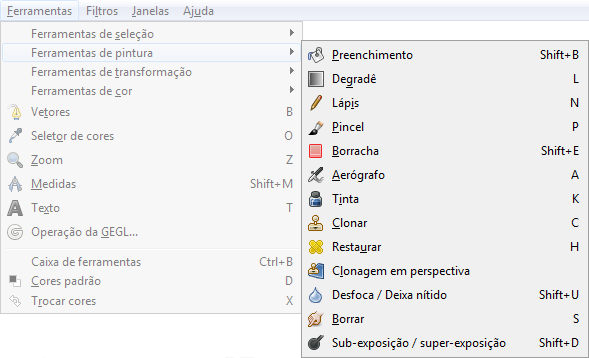 Ferramentas Filtros Janelas Ajuda
Ferramentas de seleção
Ferramentas de pintura
Ferramentas de transformação
Ferramentas de cor
Vetores B
Seletor de cores O
Zoom Z
Medidas Shift+M
Texto T
Operação da GEGL...
Caixa de ferramentas Ctrl+B
Cores padrão D
Trocar cores X
Preenchimento Shift+B
Degradê L
Lápis N
Pincel P
Borracha Shift+E
Aerógrafo A
Tinta K
Clonar C
Restaurar H
Clonagem em perspectiva
Desfoca / Deixa nítido Shift+U
Borrar S
Sub-exposição / super-exposição Shift+D